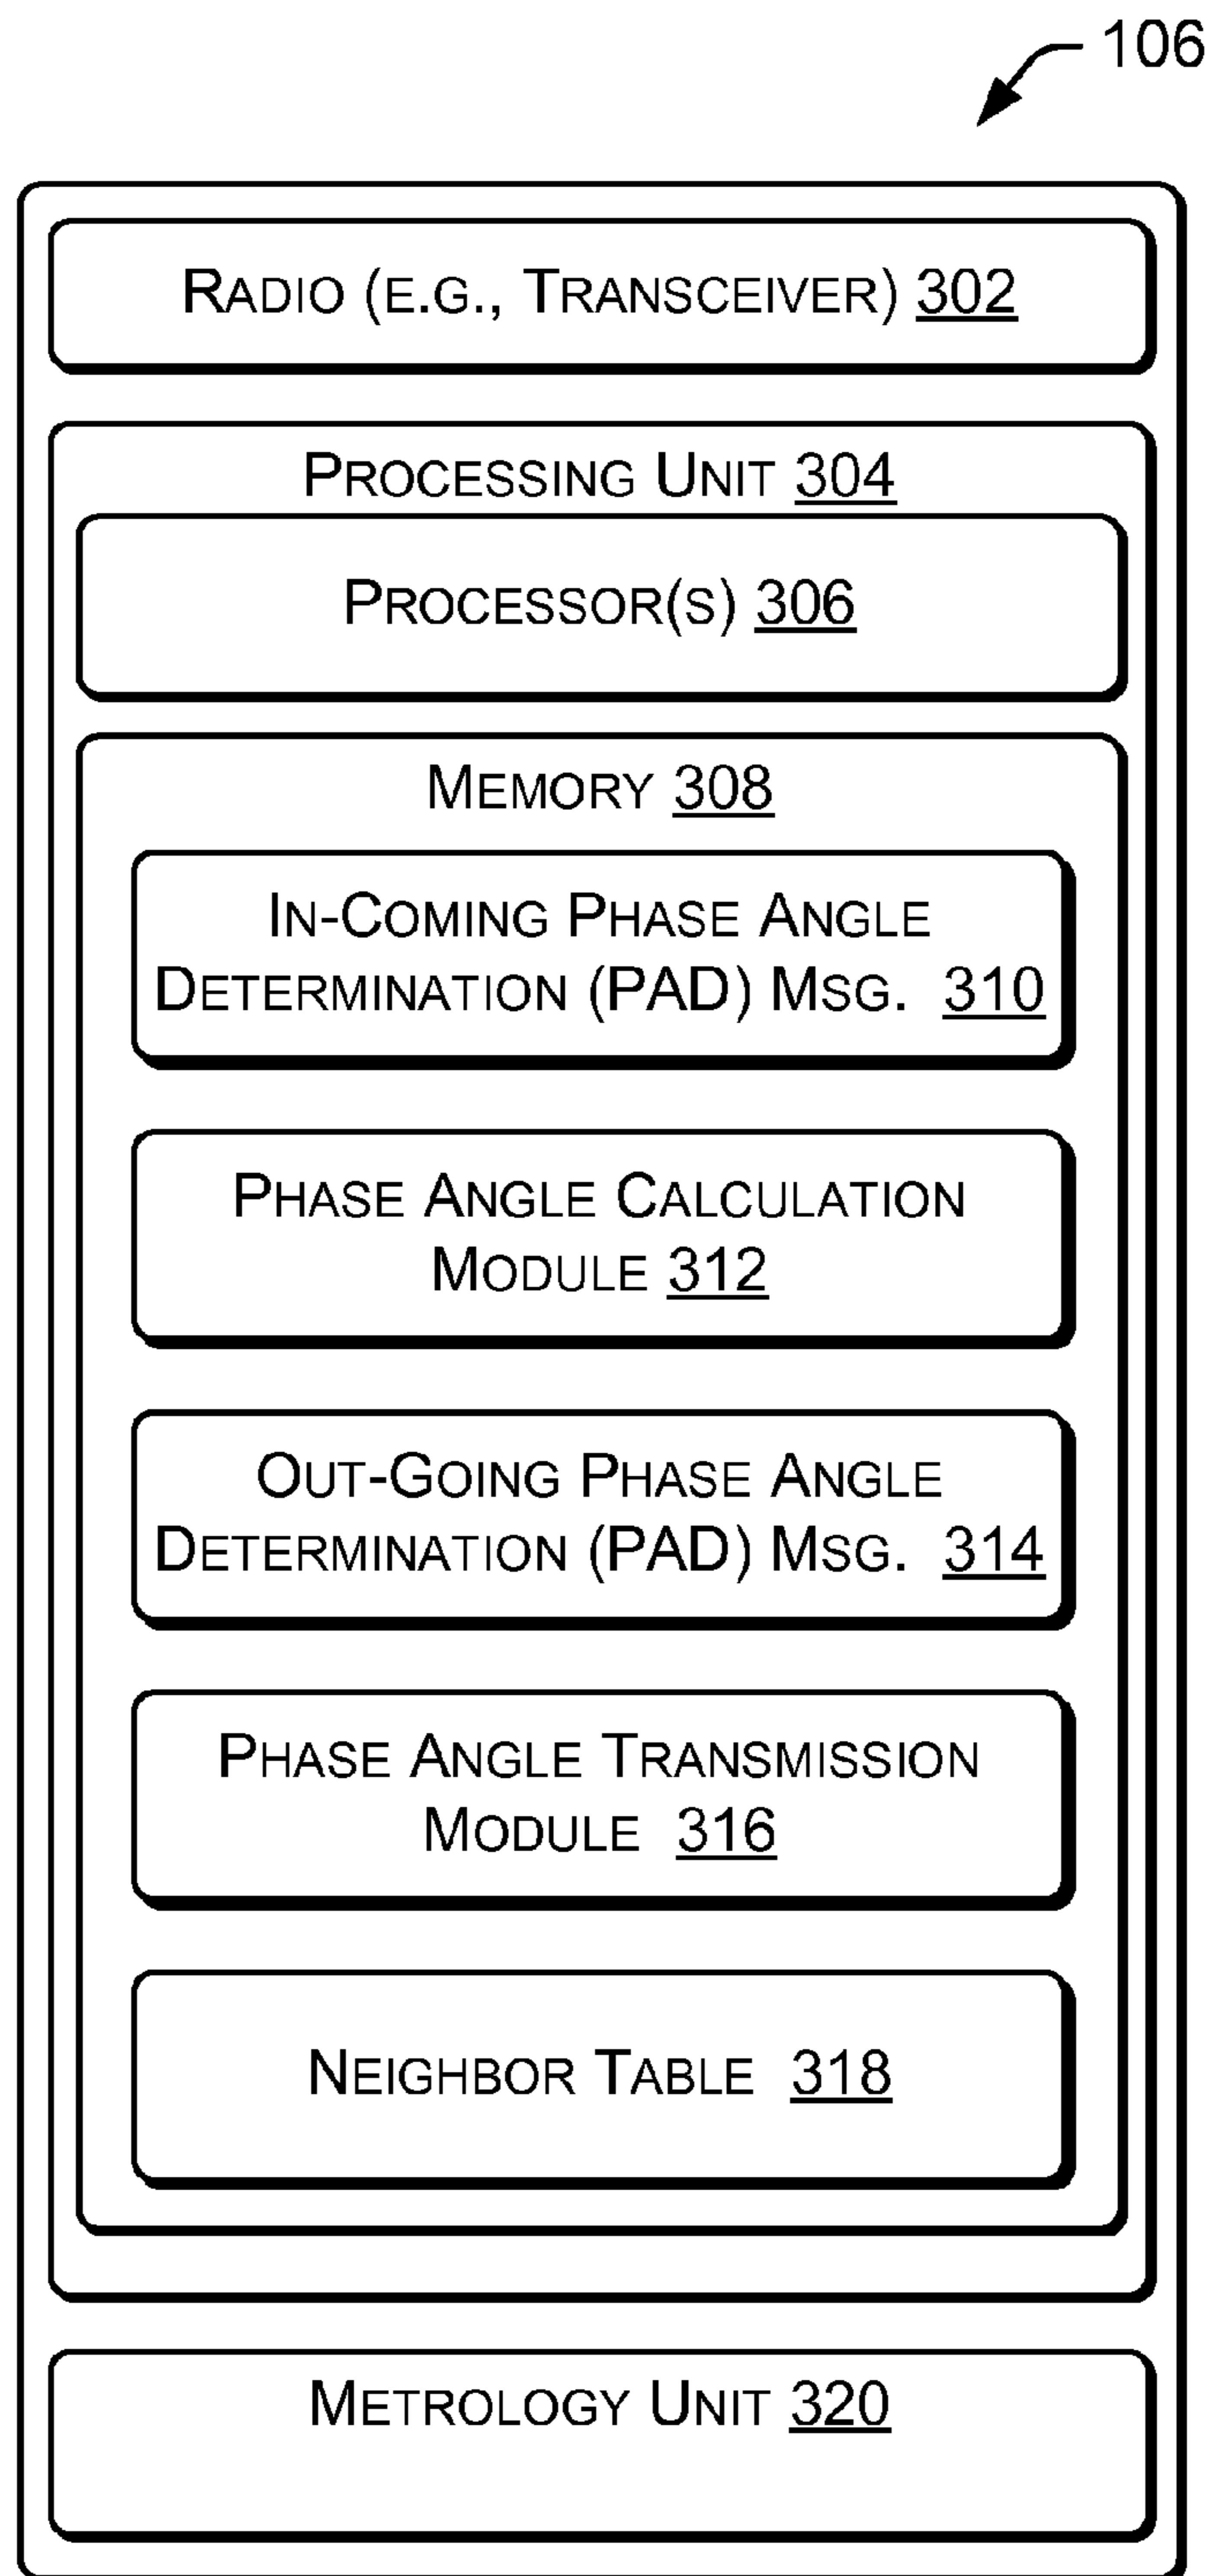 106
Radio (e.g., Transceiver) 302
Processing Unit 304
Processor(s) 306
Memory 308
In-Coming Phase Angle
Determination (PAD) Msg. 310
Phase Angle Calculation
Module 312
Out-Going Phase Angle
Determination (PAD) Msg. 314
Phase Angle Transmission
Module 316
Neighbor Table 318
Metrology Unit 320